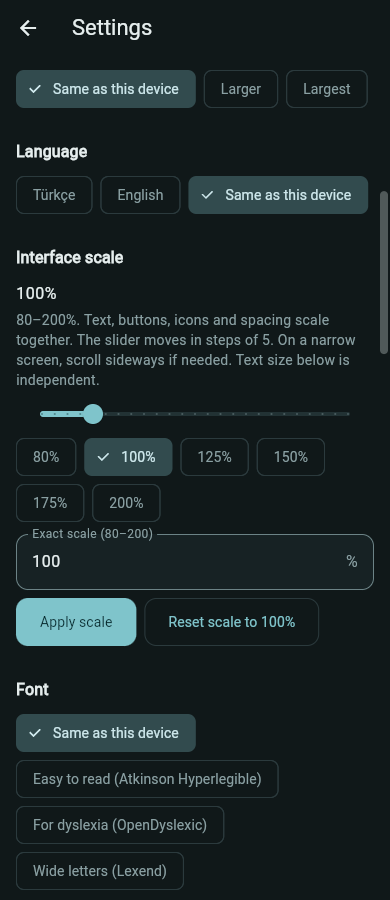 Settings
Same as this device Larger Largest
Language
Türkçe English Same as this device
Interface scale
100%
80–200%. Text, buttons, icons and spacing scale
together. The slider moves in steps of 5. On a narrow
screen, scroll sideways if needed. Text size below is
independent.
80% 100% 125% 150%
175% 200%
Exact scale (80–200)
100 %
Apply scale Reset scale to 100%
Font
Same as this device
Easy to read (Atkinson Hyperlegible)
For dyslexia (OpenDyslexic)
Wide letters (Lexend)